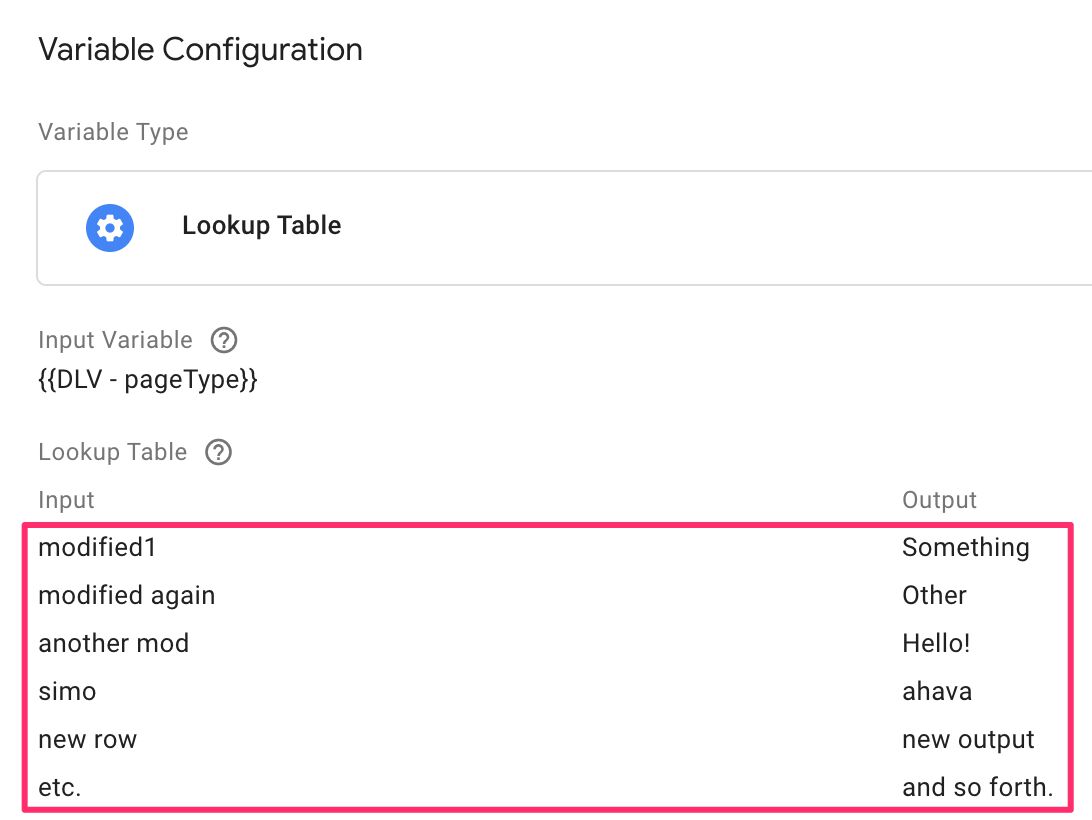 Variable Configuration
Variable Type
Lookup Table
Input Variable ?
{{DLV - pageType}}
Lookup Table ?
Input Output
modified1 Something
modified again Other
another mod Hello!
simo ahava
new row new output
etc. and so forth.